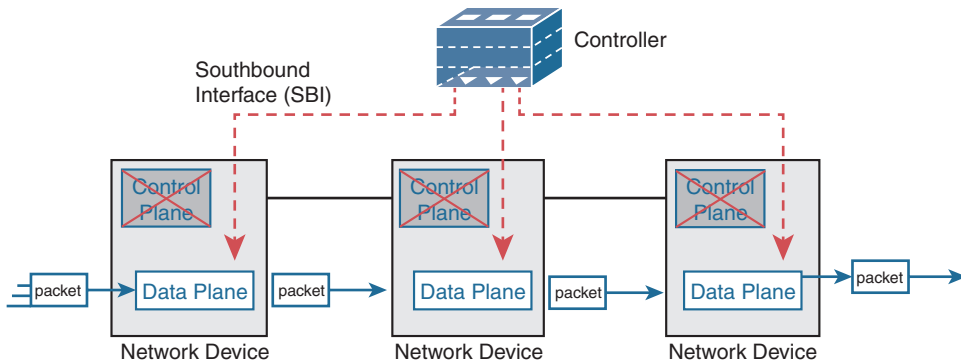 Controller
Southbound
Interface (SBI)
Control
Plane
Control
Plane
Control
Plane
packet
Data Plane
packet
Data Plane
packet
Data Plane
packet
Network Device
Network Device
Network Device